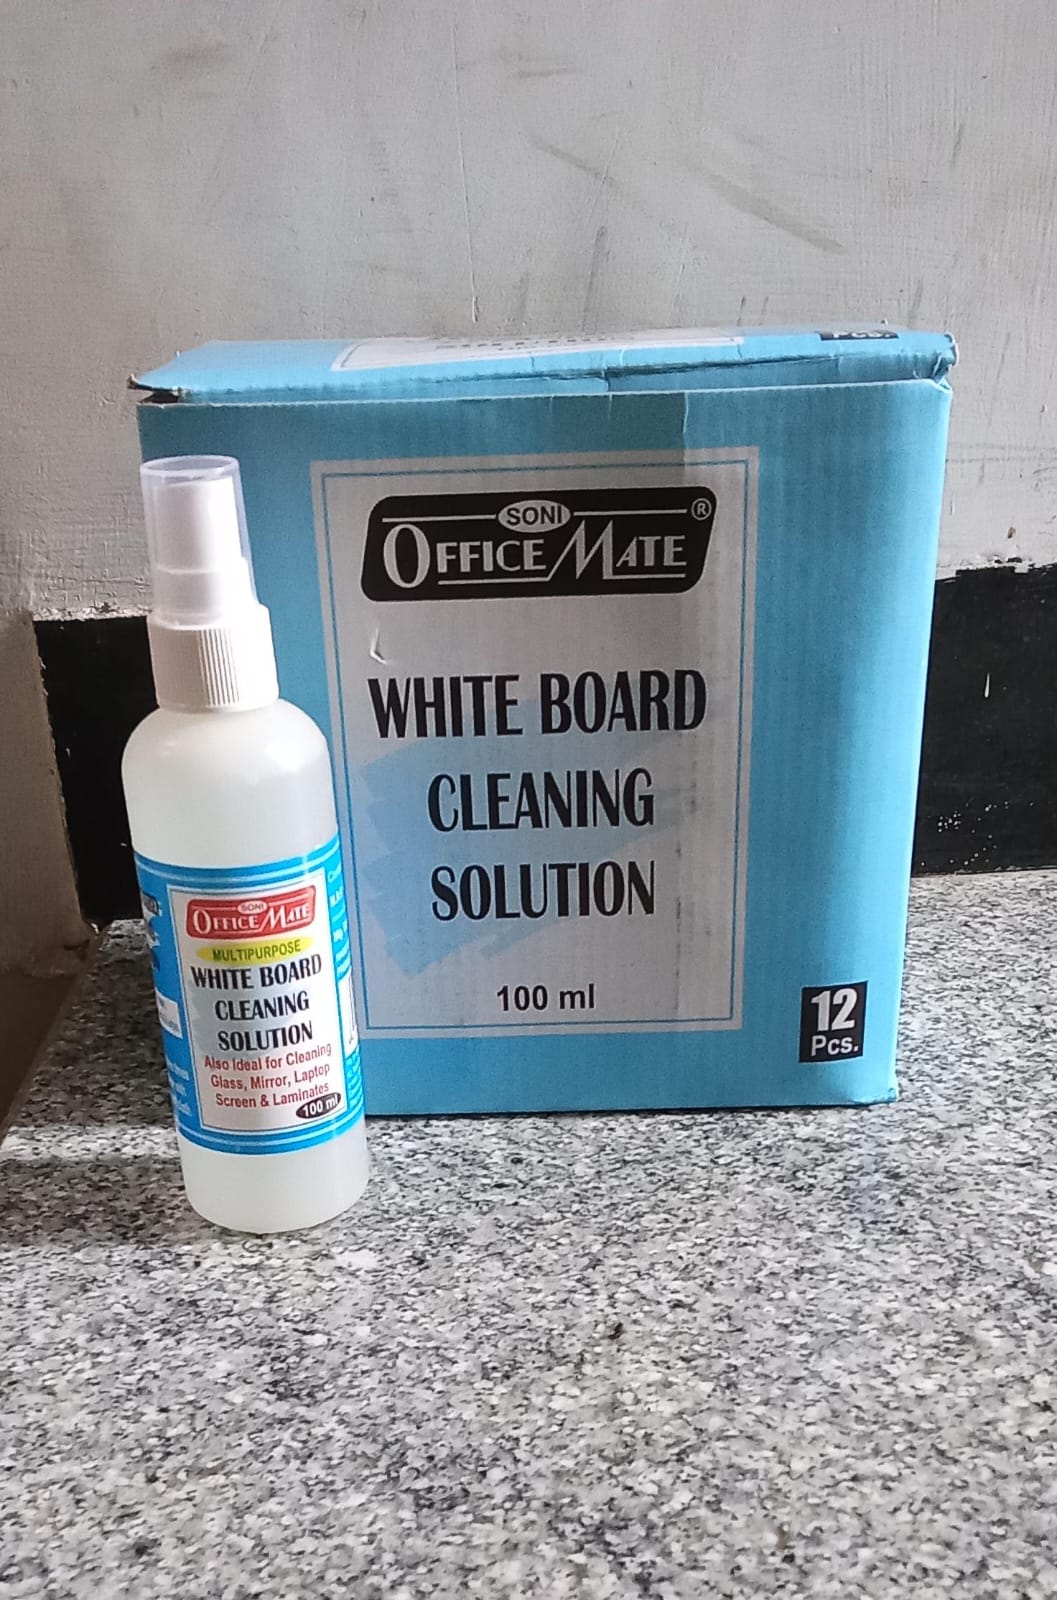 Pcs.
SONI
OFFICE MATE®
WHITE BOARD
CLEANING
SOLUTION
100 ml
12
Pcs.
SONI
OFFICE MATE
MULTIPURPOSE
WHITE BOARD
CLEANING
SOLUTION
Also Ideal for Cleaning
Glass, Mirror, Laptop
Screen & Laminates
100 ml